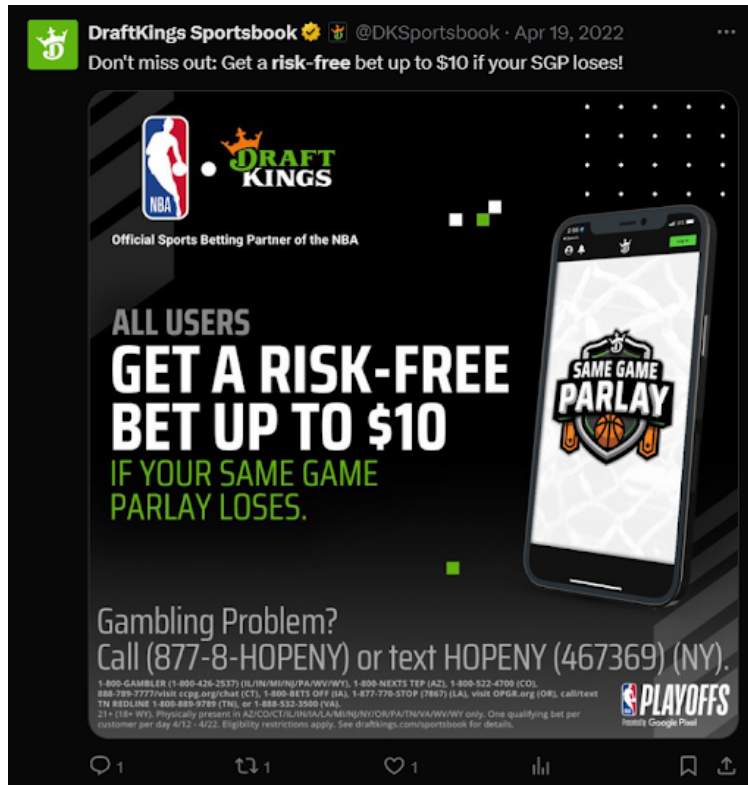 DraftKings Sportsbook @DKSportsbook · Apr 19, 2022 ···
Don't miss out: Get a risk-free bet up to $10 if your SGP loses!
NBA
DRAFT
KINGS
Official Sports Betting Partner of the NBA
ALL USERS
GET A RISK-FREE
BET UP TO $10
IF YOUR SAME GAME
PARLAY LOSES.
SAME GAME
PARLAY
Gambling Problem?
Call (877-8-HOPENY) or text HOPENY (467369) (NY).
1-800-GAMBLER (1-800-426-2537) (IL/IN/MI/NJ/PA/WV/WY), 1-800-NEXTS TEP (AZ), 1-800-522-4700 (CO),
888-789-7777/visit ccpg.org/chat (CT), 1-800-BETS OFF (IA), 1-877-770-STOP (7867) (LA), visit OPGR.org (OR), call/text
TN REDLINE 1-800-889-9789 (TN), or 1-888-532-3500 (VA).
21+ (18+ WY). Physically present in AZ/CO/CT/IL/IN/IA/LA/MI/NJ/NY/OR/PA/TN/VA/WV/WY only. One qualifying bet per
customer per day 4/12 - 4/22. Eligibility restrictions apply. See draftkings.com/sportsbook for details.
PLAYOFFS
Presented by Google Pixel
1 1 1